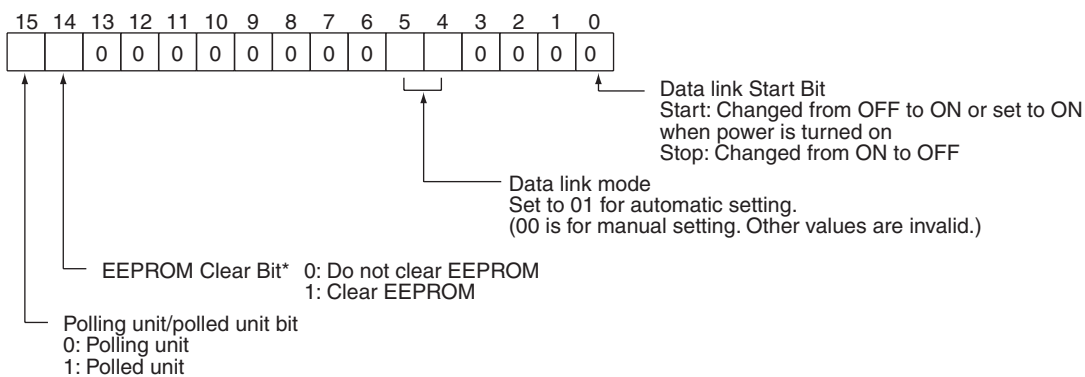 15 14 13 12 11 10 9 8 7 6 5 4 3 2 1 0
0 0 0 0 0 0 0 0 0 0 0 0
Data link Start Bit
Start: Changed from OFF to ON or set to ON
when power is turned on
Stop: Changed from ON to OFF
Data link mode
Set to 01 for automatic setting.
(00 is for manual setting. Other values are invalid.)
EEPROM Clear Bit* 0: Do not clear EEPROM
1: Clear EEPROM
Polling unit/polled unit bit
0: Polling unit
1: Polled unit